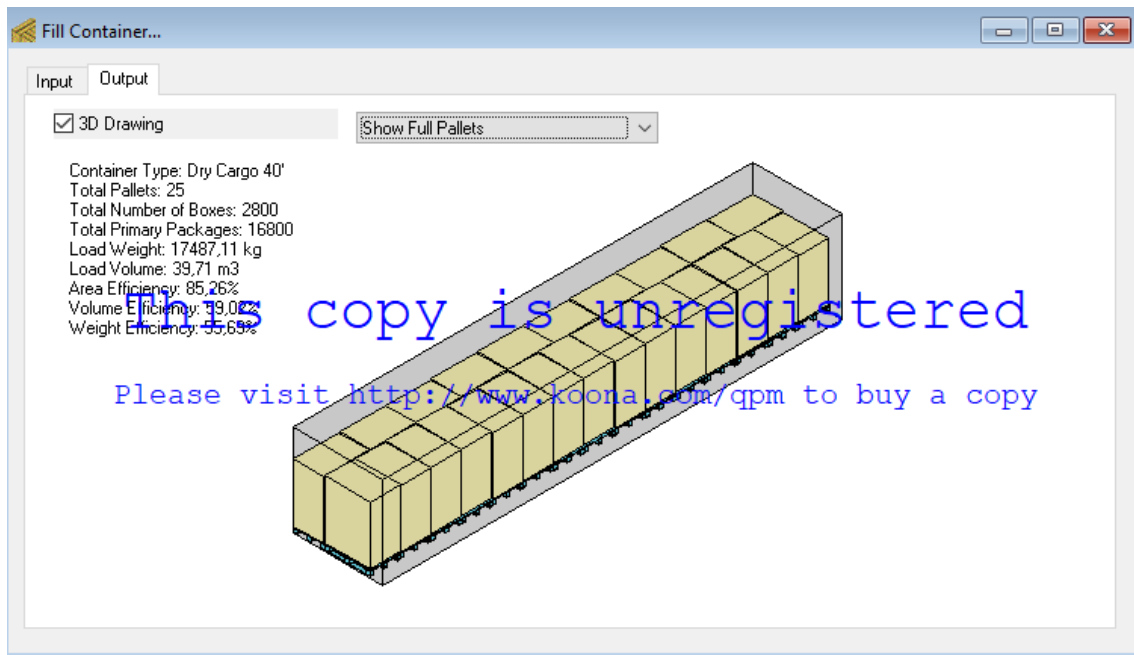 Fill Container...
Input Output
3D Drawing
Show Full Pallets
Container Type: Dry Cargo 40'
Total Pallets: 25
Total Number of Boxes: 2800
Total Primary Packages: 16800
Load Weight: 17487,11 kg
Load Volume: 39,71 m3
Area Efficiency: 85,26%
Volume Efficiency: 59,02%
Weight Efficiency: 55,69%
This copy is unregistered
Please visit http://www.koona.com/qpm to buy a copy